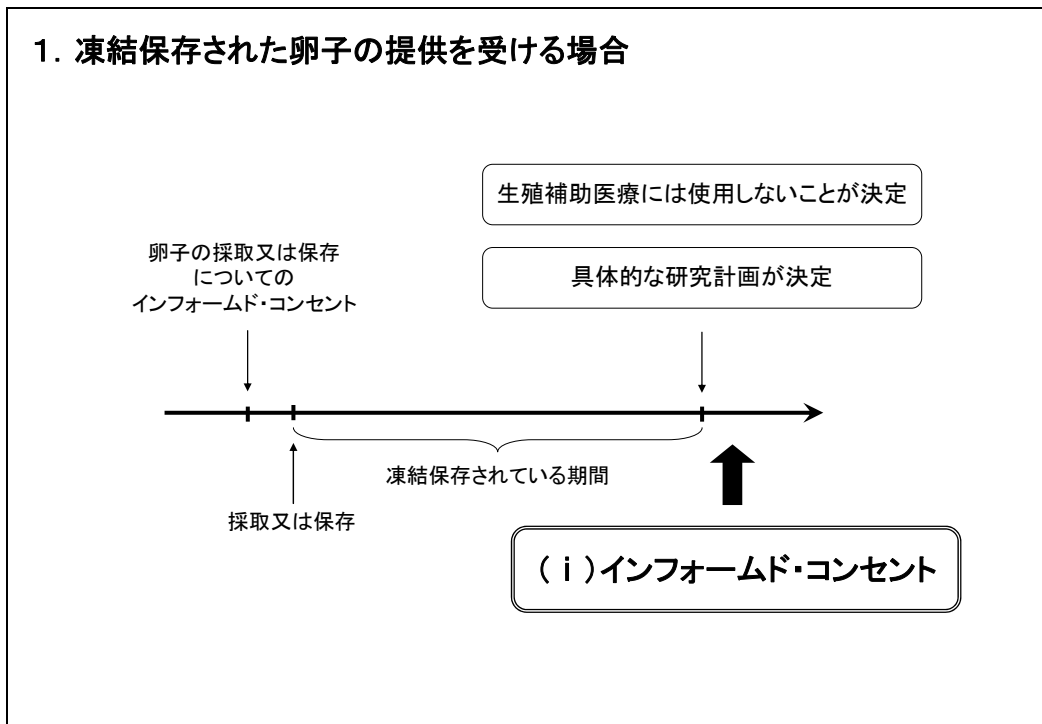 １．凍結保存された卵子の提供を受ける場合
生殖補助医療には使用しないことが決定
具体的な研究計画が決定
卵子の採取又は保存
についての
インフォームド・コンセント
凍結保存されている期間
採取又は保存
（ｉ）インフォームド・コンセント